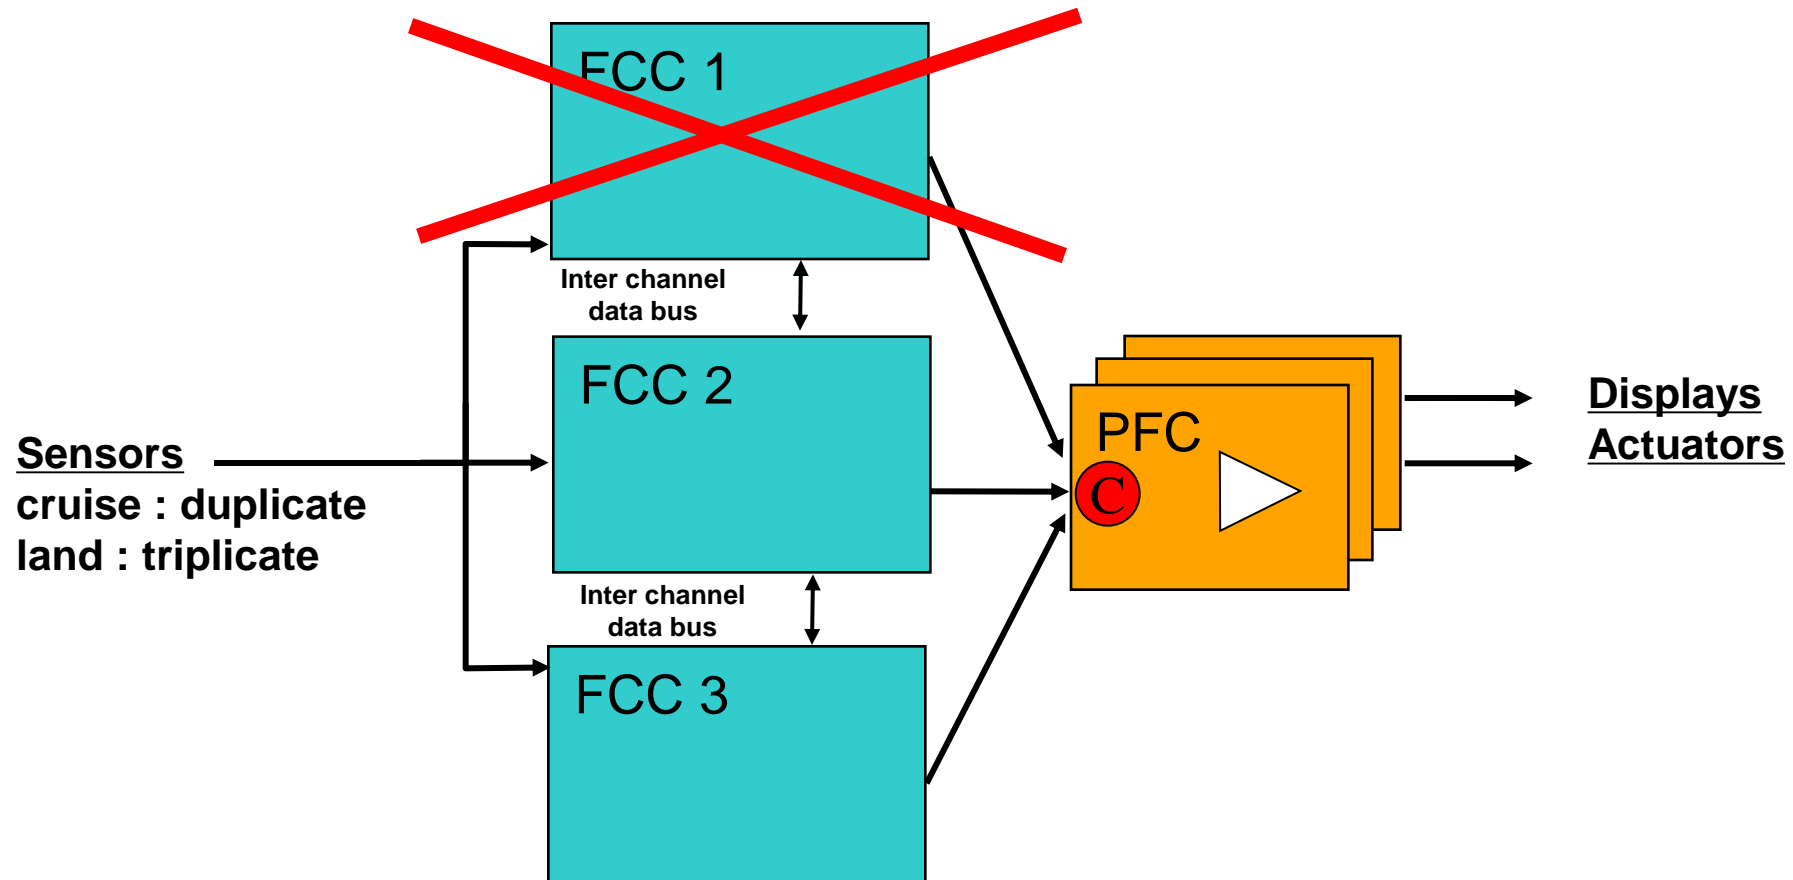 FCC 1
Inter channel
data bus
FCC 2
Sensors
cruise : duplicate
land : triplicate
PFC
C
Displays
Actuators
Inter channel
data bus
FCC 3